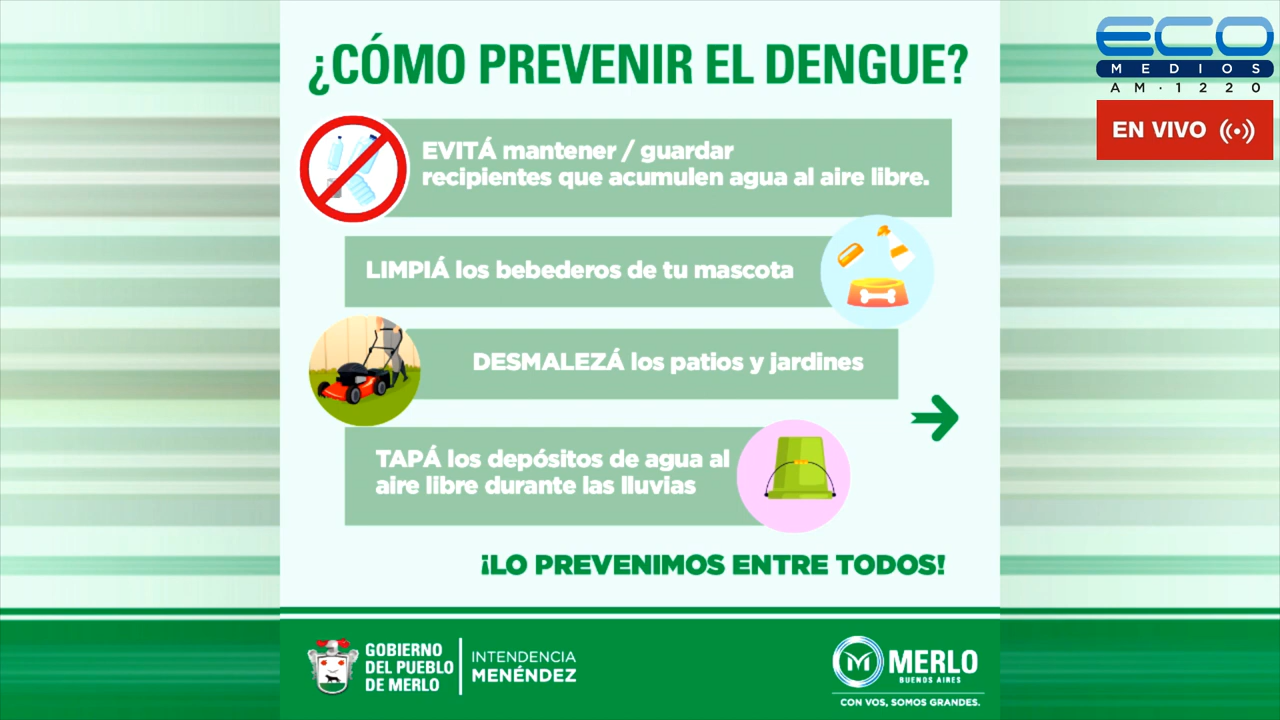 ¿CÓMO PREVENIR EL DENGUE?
EVITÁ mantener / guardar
recipientes que acumulen agua al aire libre.
LIMPIÁ los bebederos de tu mascota
DESMALEZÁ los patios y jardines
TAPÁ los depósitos de agua al
aire libre durante las lluvias
¡LO PREVENIMOS ENTRE TODOS!
GOBIERNO
DEL PUEBLO
DE MERLO
INTENDENCIA
MENÉNDEZ
MERLO
BUENOS AIRES
CON VOS, SOMOS GRANDES.
ECO
MEDIOS
AM·1220
EN VIVO